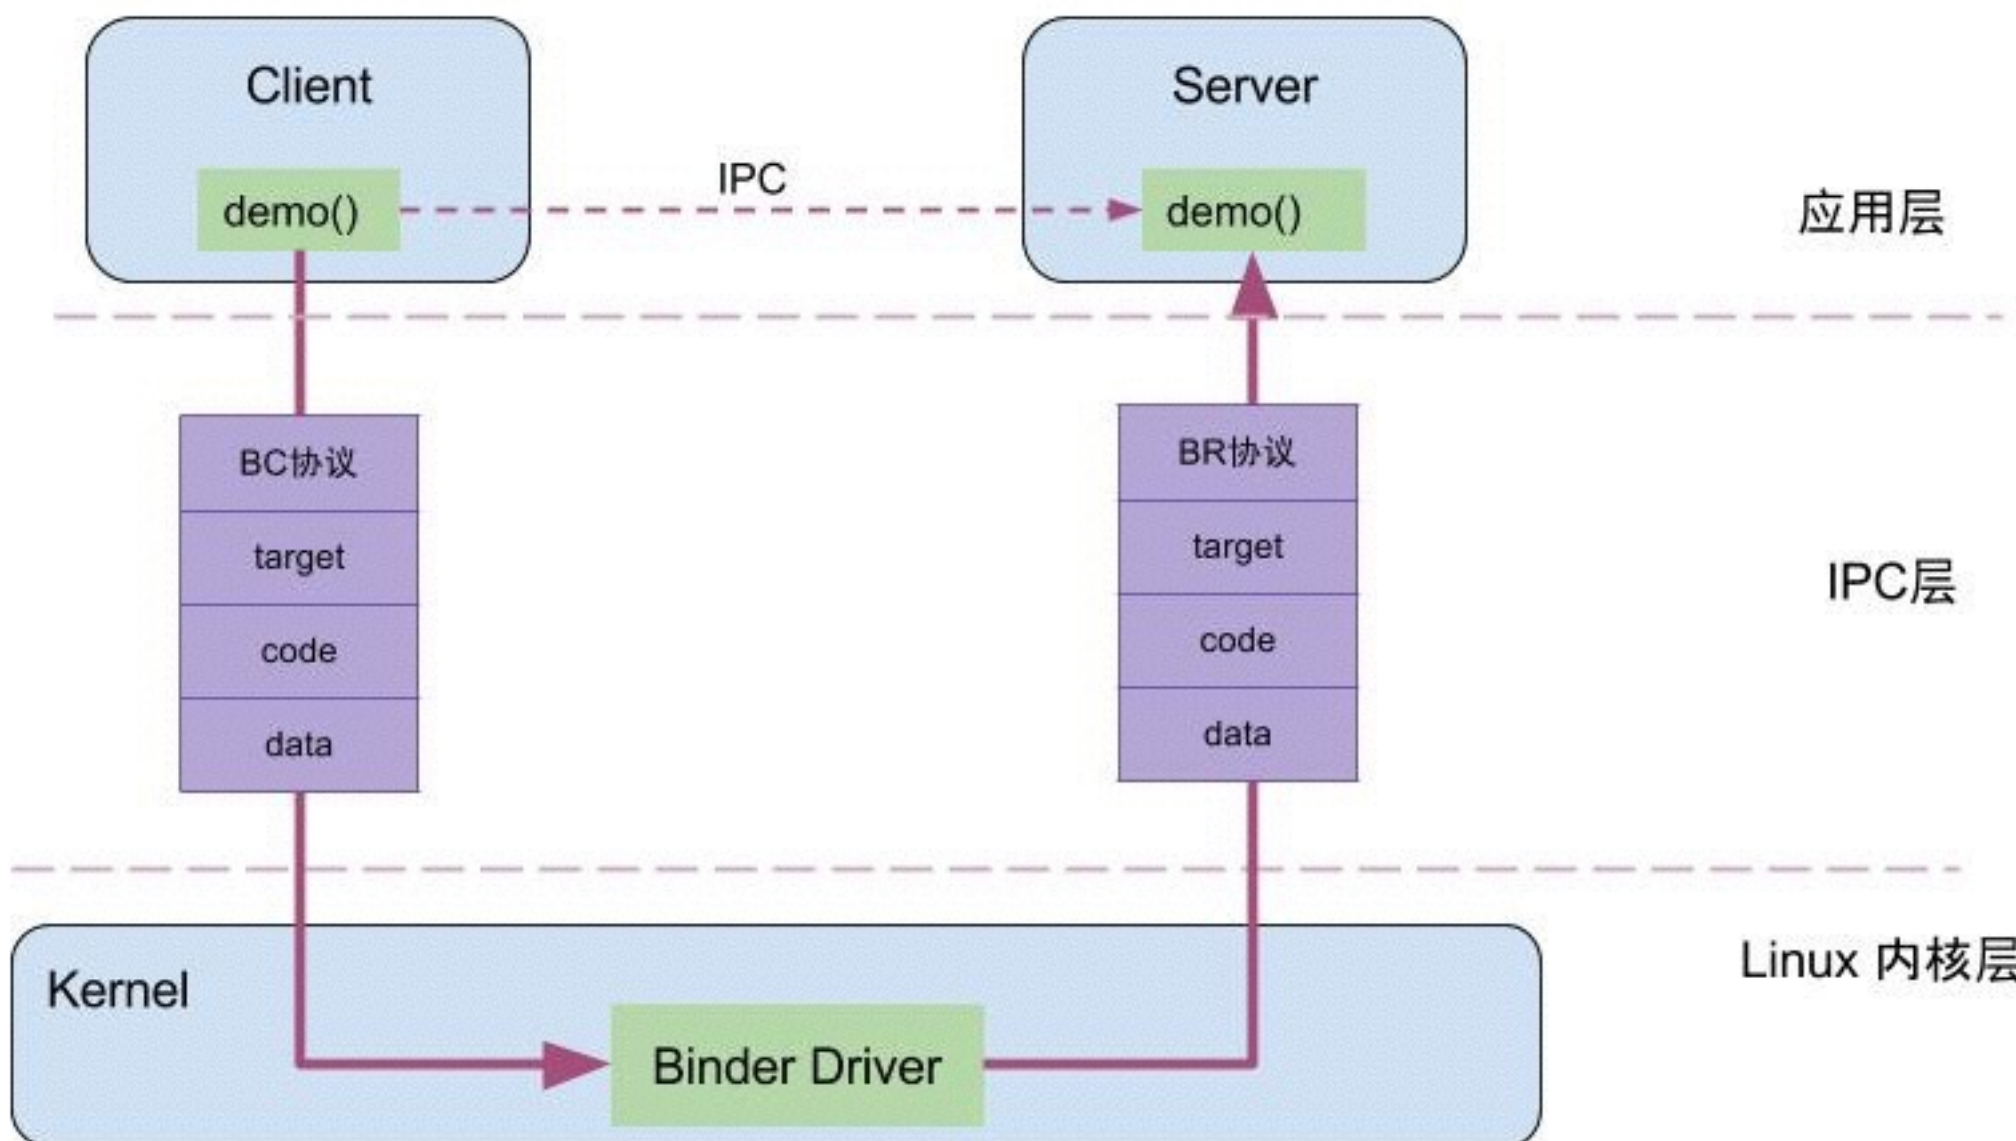 Client
Server
IPC
demo()
demo()
应用层
BC协议
target
code
data
BR协议
target
code
data
IPC层
Linux 内核层
Kernel
Binder Driver